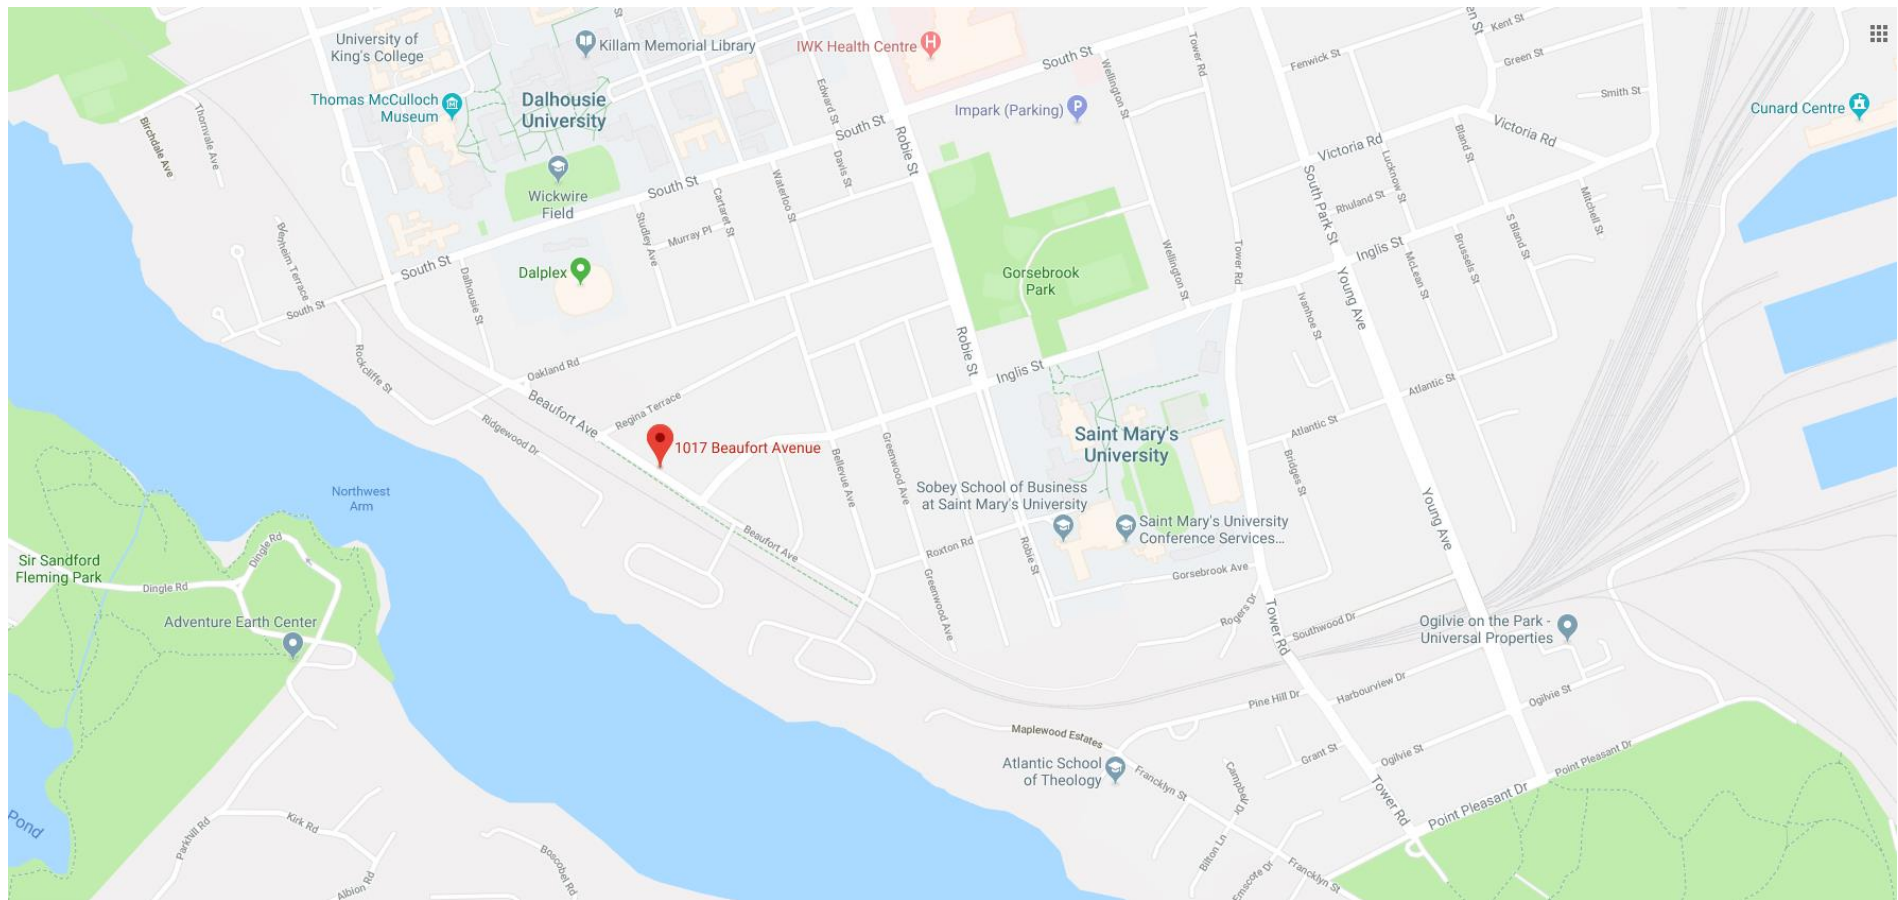 University of
King's College
Killam Memorial Library
IWK Health Centre
South St
Tower Rd
Wellington St
Fenwick St
Kent St
Green St
Smith St
Cunard Centre
Thomas McCulloch
Museum
Dalhousie
University
Edward St
South St
Impark (Parking)
Victoria Rd
Victoria Rd
Bland St
Birchdale Ave
Thornvale Ave
Robie St
Davis St
Lucknow St
Wickwire
Field
South St
Cartaret St
Waterloo St
South Park St
Rhuland St
Mitchell St
Studley Ave
Murray Pl
S Bland St
Inglis St
Brussels St
McLean St
Wellington St
Tower Rd
Blenheim Terrace
South St
South St
Dalhousie St
Dalplex
Gorsebrook
Park
Young Ave
Ivanhoe St
Rockcliffe St
Oakland Rd
Robie St
Inglis St
Atlantic St
Beaufort Ave
Regina Terrace
Ridgewood Dr
1017 Beaufort Avenue
Bellevue Ave
Greenwood Ave
Saint Mary's
University
Atlantic St
Bridges St
Northwest
Arm
Sobey School of Business
at Saint Mary's University
Saint Mary's University
Conference Services...
Young Ave
Beaufort Ave
Roxton Rd
Robie St
Dingle Rd
Sir Sandford
Fleming Park
Dingle Rd
Greenwood Ave
Gorsebrook Ave
Rogers Dr
Tower Rd
Southwood Dr
Adventure Earth Center
Ogilvie on the Park -
Universal Properties
Pine Hill Dr
Harbourview Dr
Ogilvie St
Maplewood Estates
Atlantic School
of Theology
Francklyn St
Campbell Dr
Grant St
Ogilvie St
Point Pleasant Dr
Tower Rd
Point Pleasant Dr
Pond
Parkhill Rd
Kirk Rd
Boscobel Rd
Albion Rd
Bilton Ln
Emscote Dr
Francklyn St